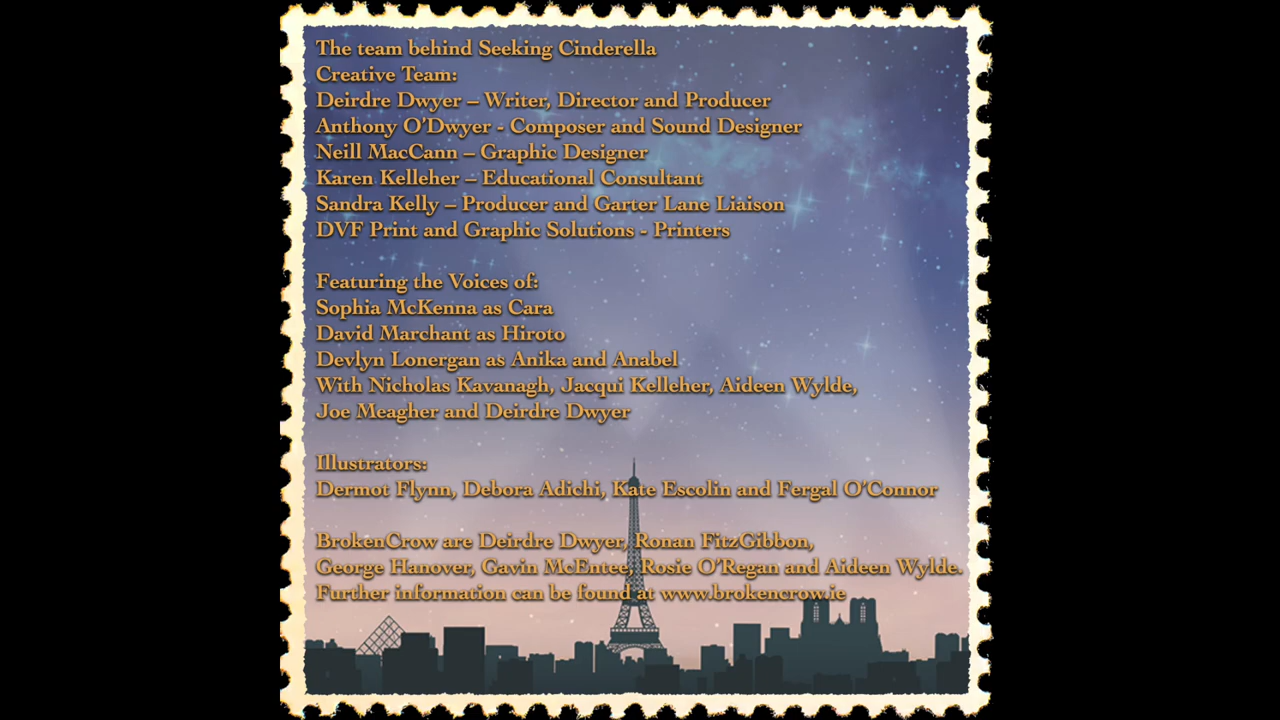 The team behind Seeking Cinderella
Creative Team:
Deirdre Dwyer – Writer, Director and Producer
Anthony O'Dwyer - Composer and Sound Designer
Neill MacCann – Graphic Designer
Karen Kelleher – Educational Consultant
Sandra Kelly – Producer and Garter Lane Liaison
DVF Print and Graphic Solutions - Printers
Featuring the Voices of:
Sophia McKenna as Cara
David Marchant as Hiroto
Devlyn Lonergan as Anika and Anabel
With Nicholas Kavanagh, Jacqui Kelleher, Aideen Wylde,
Joe Meagher and Deirdre Dwyer
Illustrators:
Dermot Flynn, Debora Adichi, Kate Escolin and Fergal O'Connor
BrokenCrow are Deirdre Dwyer, Ronan FitzGibbon,
George Hanover, Gavin McEntee, Rosie O'Regan and Aideen Wylde.
Further information can be found at www.brokencrow.ie